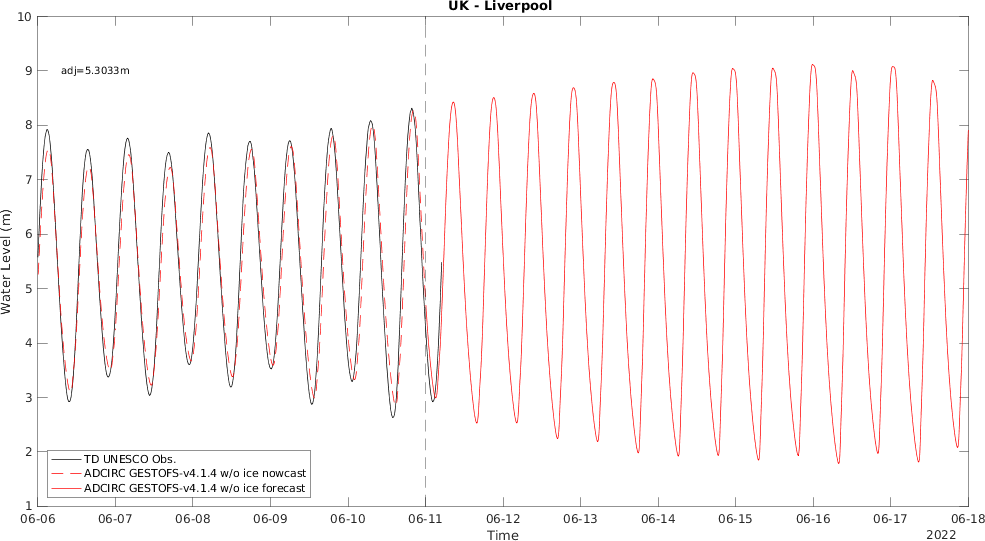 UK - Liverpool
10
9
8
7
6
5
4
3
2
1
Water Level (m)
adj=5.3033m
TD UNESCO Obs.
ADCIRC GESTOFS-v4.1.4 w/o ice nowcast
ADCIRC GESTOFS-v4.1.4 w/o ice forecast
06-06 06-07 06-08 06-09 06-10 06-11 06-12 06-13 06-14 06-15 06-16 06-17 06-18
Time
2022